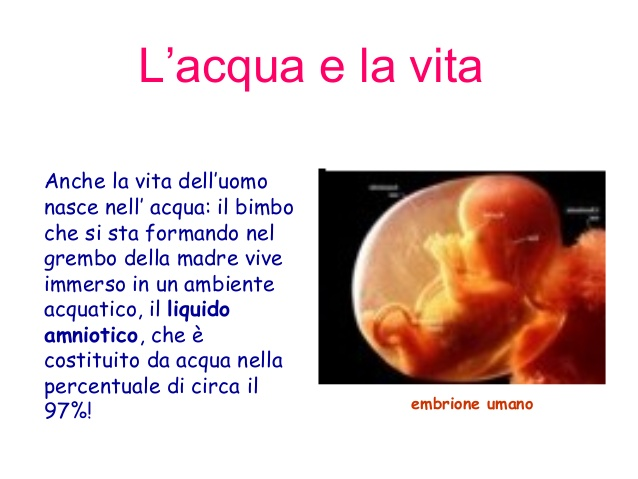 L'acqua e la vita
Anche la vita dell'uomo
nasce nell' acqua: il bimbo
che si sta formando nel
grembo della madre vive
immerso in un ambiente
acquatico, il liquido
amniotico, che è
costituito da acqua nella
percentuale di circa il
97%!
embrione umano